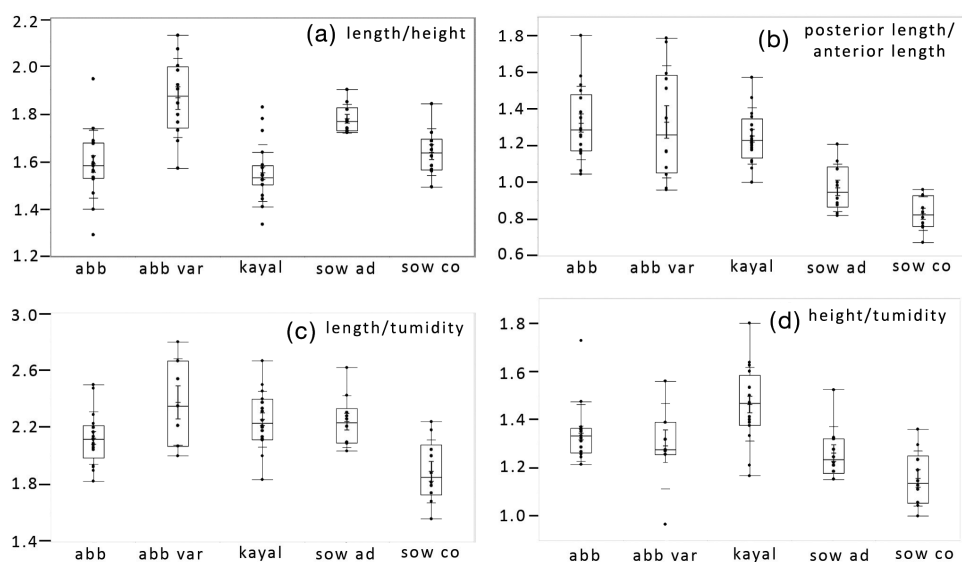 (a) length/height
2.2
2.0
1.8
1.6
1.4
1.2
abb abb var kayal sow ad sow co
(b) posterior length/
anterior length
1.8
1.6
1.4
1.2
1.0
0.8
0.6
abb abb var kayal sow ad sow co
(c) length/tumidity
3.0
2.6
2.2
1.8
1.4
abb abb var kayal sow ad sow co
(d) height/tumidity
1.8
1.6
1.4
1.2
1.0
abb abb var kayal sow ad sow co